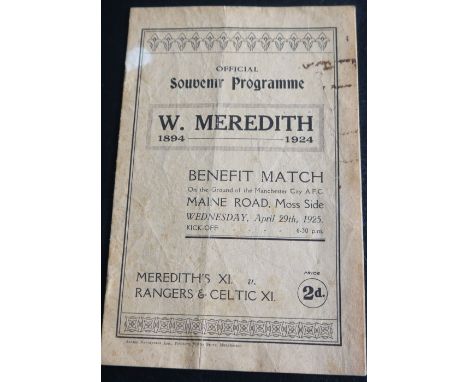 OFFICIAL
Souvenir Programme
W. MEREDITH
1894 1924
BENEFIT MATCH
On the Ground of the Manchester City A.F.C.
MAINE ROAD, Moss Side
WEDNESDAY, April 29th, 1925.
KICK-OFF . . . . 6-30 p.m.
MEREDITH'S XI. v.
RANGERS & CELTIC XI.
PRICE
2d.